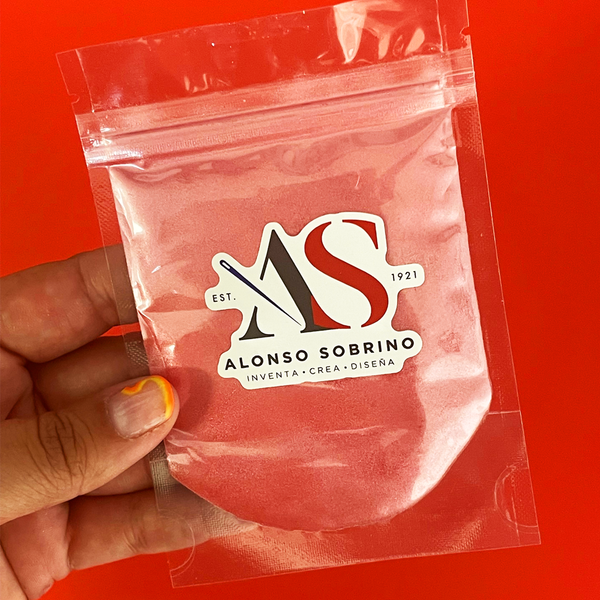 EST. AS 1921
ALONSO SOBRINO
INVENTA • CREA • DISEÑA